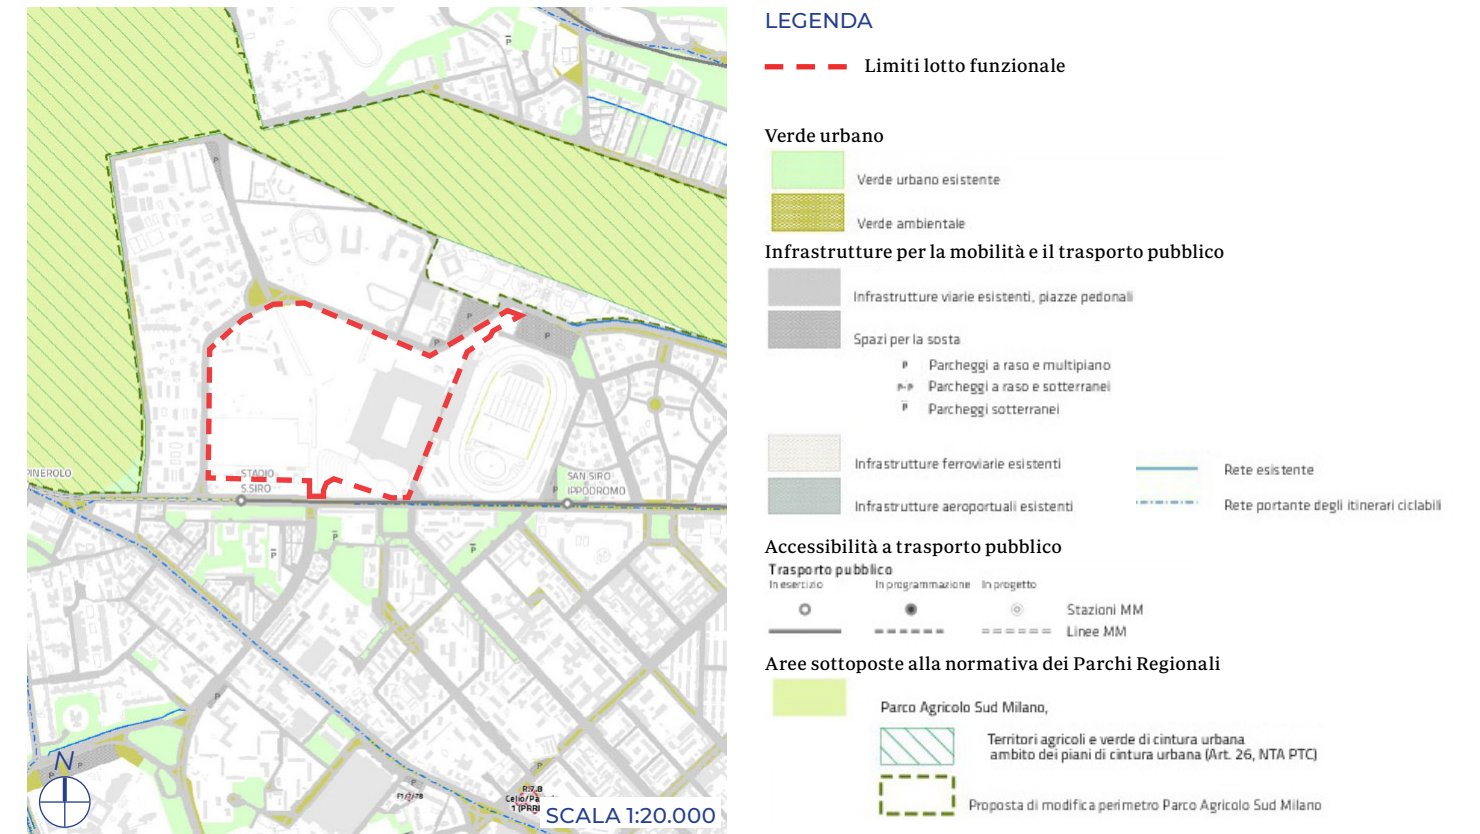 P
P
P
P
PINEROLO
STADIO
S.SIRO
SAN SIRO
P IPPODROMO
P
P
P
P
P
P
P
N
SCALA 1:20.000
LEGENDA
Limiti lotto funzionale
Verde urbano
Verde urbano esistente
Verde ambientale
Infrastrutture per la mobilità e il trasporto pubblico
Infrastrutture viarie esistenti, piazze pedonali
Spazi per la sosta
P Parcheggi a raso e multipiano
P-P Parcheggi a raso e sotterranei
P Parcheggi sotterranei
Infrastrutture ferroviarie esistenti
Rete esistente
Infrastrutture aeroportuali esistenti
Rete portante degli itinerari ciclabili
Accessibilità a trasporto pubblico
Trasporto pubblico
In esercizio In programmazione In progetto
Stazioni MM
Linee MM
Aree sottoposte alla normativa dei Parchi Regionali
Parco Agricolo Sud Milano,
Territori agricoli e verde di cintura urbana
ambito dei piani di cintura urbana (Art. 26, NTA PTC)
Proposta di modifica perimetro Parco Agricolo Sud Milano